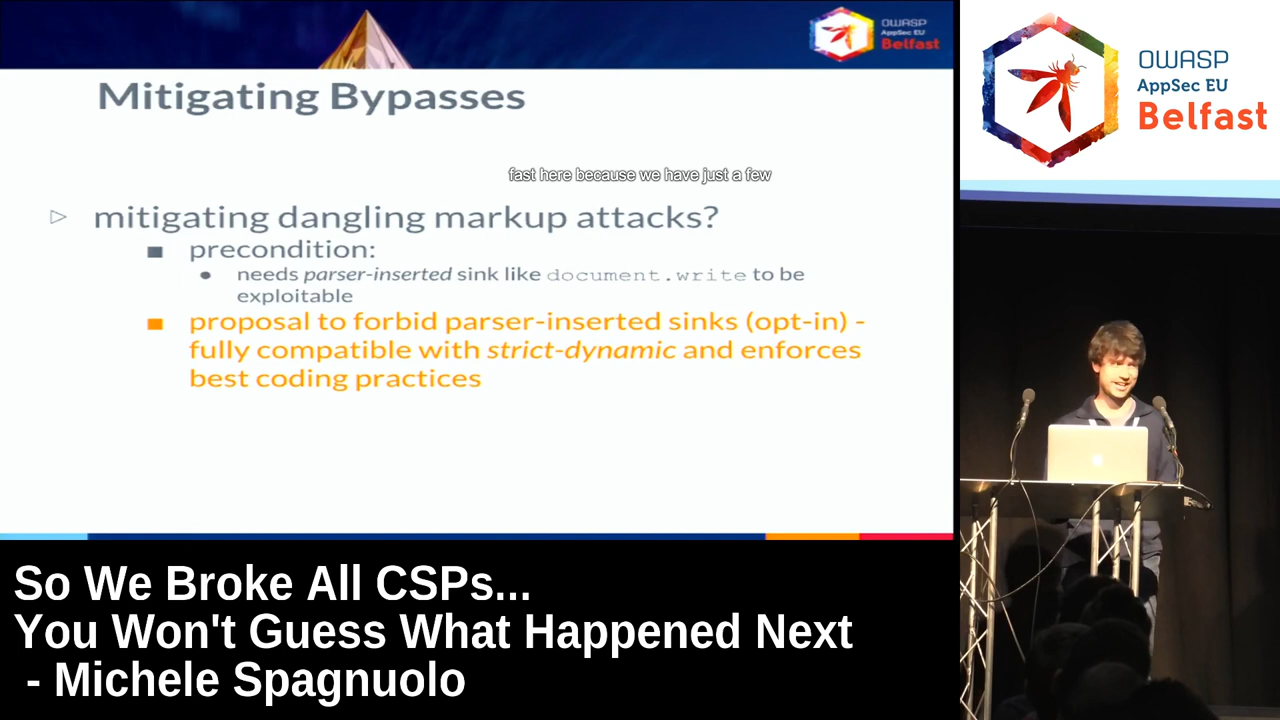 OWASP
AppSec EU
Belfast
OWASP
AppSec EU
Belfast
Mitigating Bypasses
fast here because we have just a few
mitigating dangling markup attacks?
precondition:
needs parser-inserted sink like document.write to be
exploitable
proposal to forbid parser-inserted sinks (opt-in) -
fully compatible with strict-dynamic and enforces
best coding practices
So We Broke All CSPs...
You Won't Guess What Happened Next
- Michele Spagnuolo